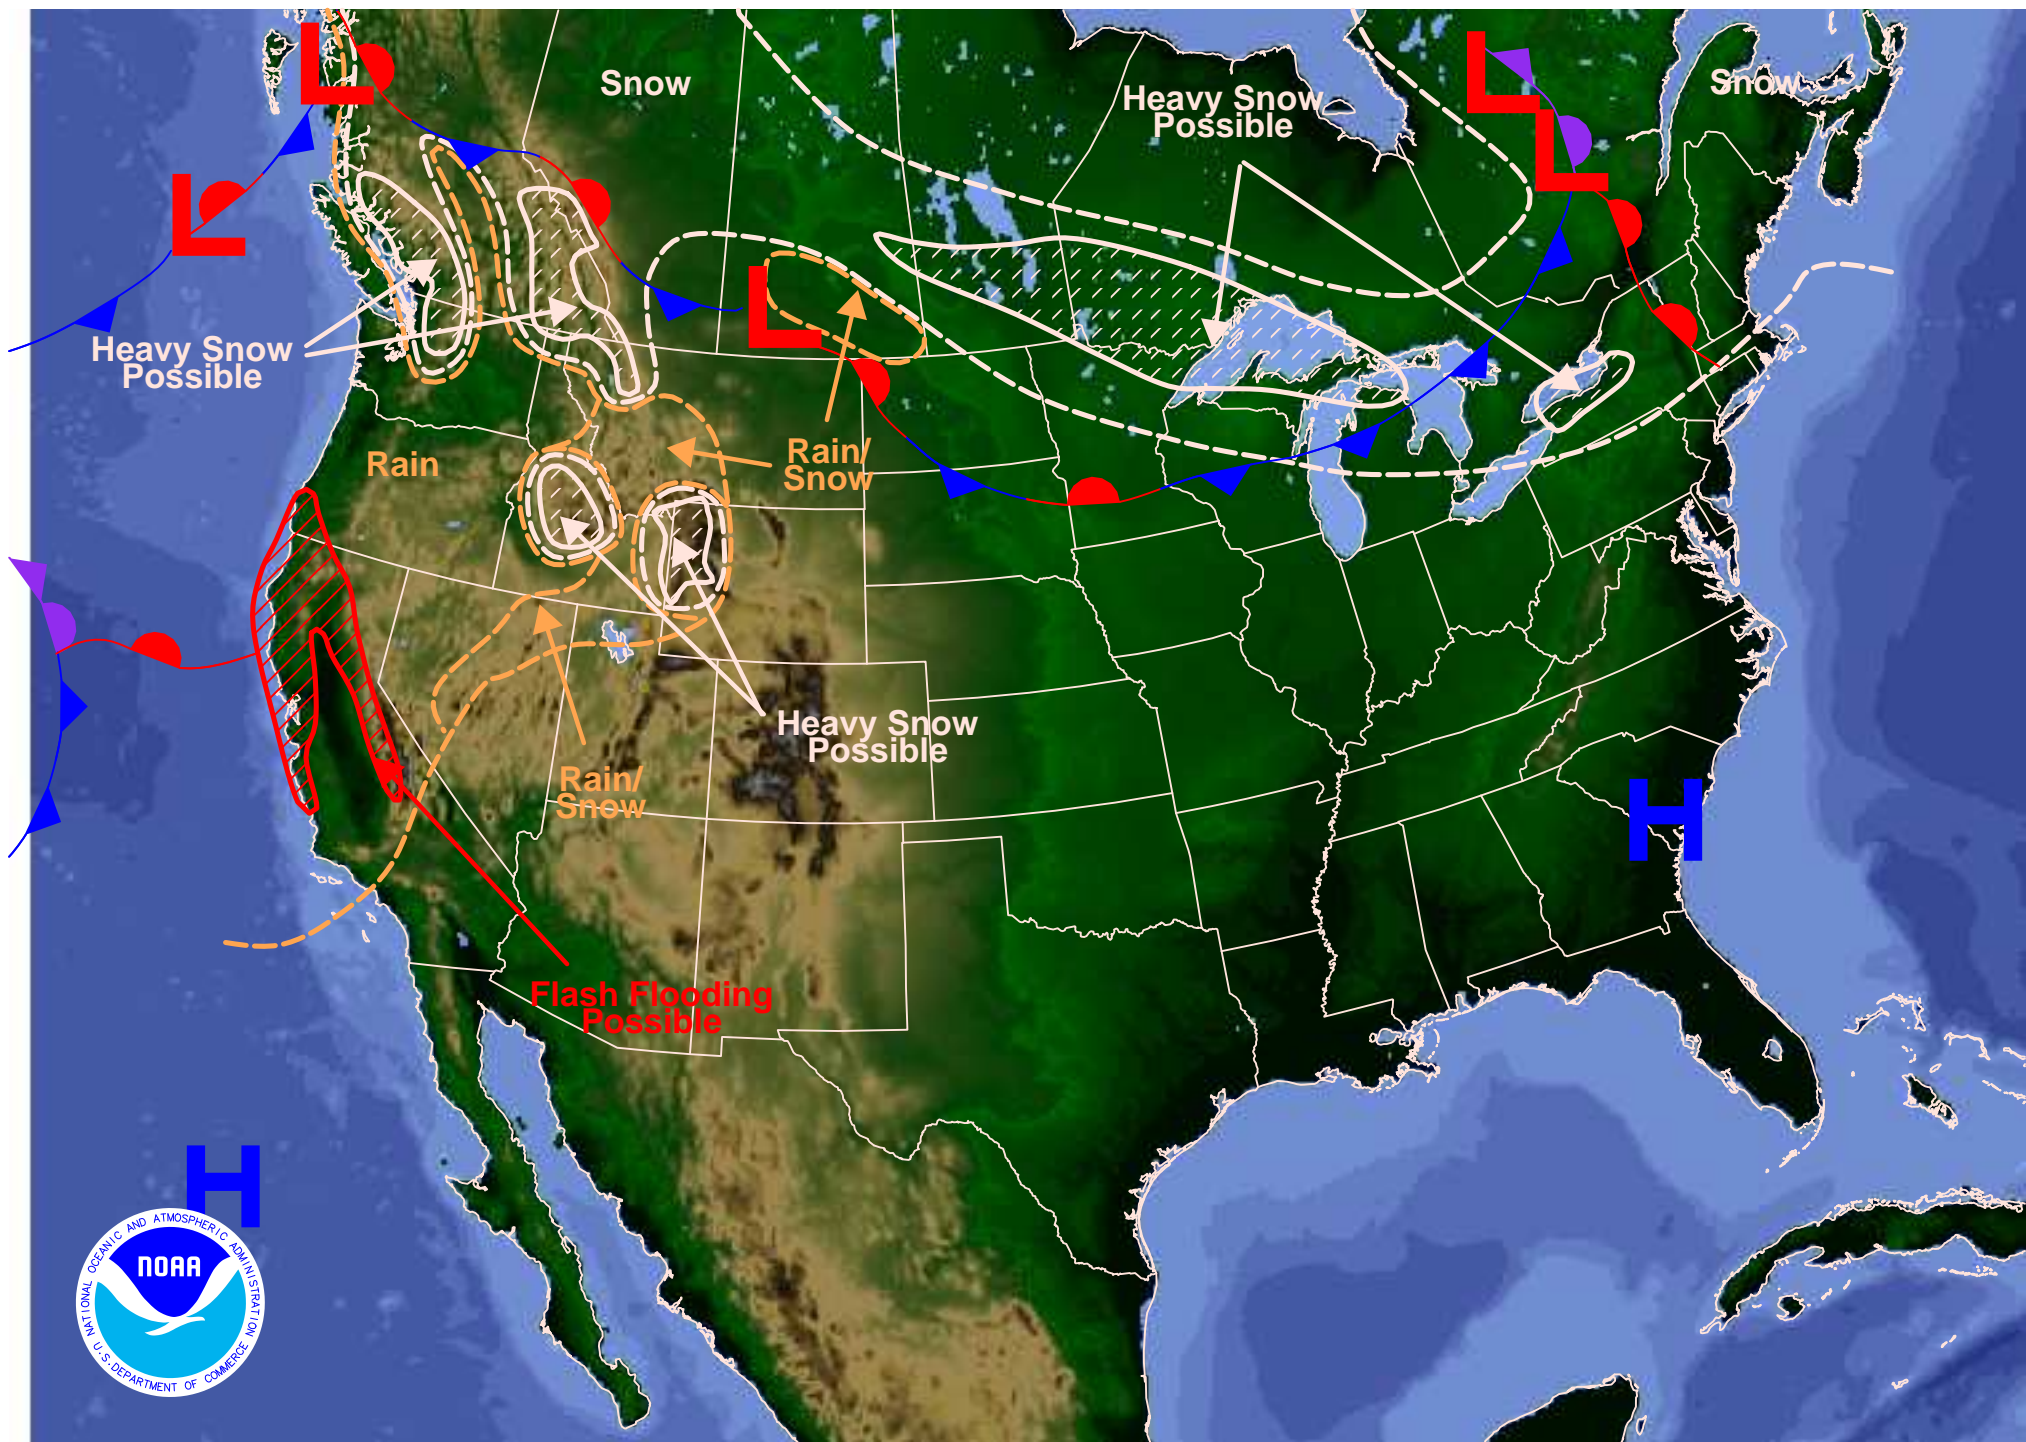 Snow
Heavy Snow
Possible
Snow
L
L
L
L
L
Heavy Snow
Possible
Rain
Rain/
Snow
Heavy Snow
Possible
Rain/
Snow
H
Flash Flooding
Possible
H
NATIONAL OCEANIC AND ATMOSPHERIC ADMINISTRATION
NOAA
U.S. DEPARTMENT OF COMMERCE